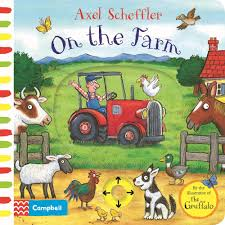 Axel Scheffler
On the Farm
Campbell
By the
illustrator of
The
Gruffalo